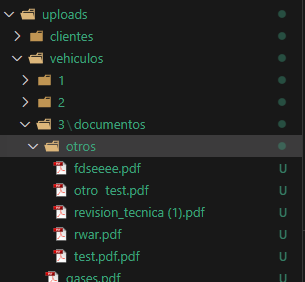 uploads
clientes
vehiculos
1
2
3\documentos
otros
fdseeee.pdf U
otro test.pdf U
revision_tecnica (1).pdf U
rwar.pdf U
test.pdf.pdf U
gases.pdf U